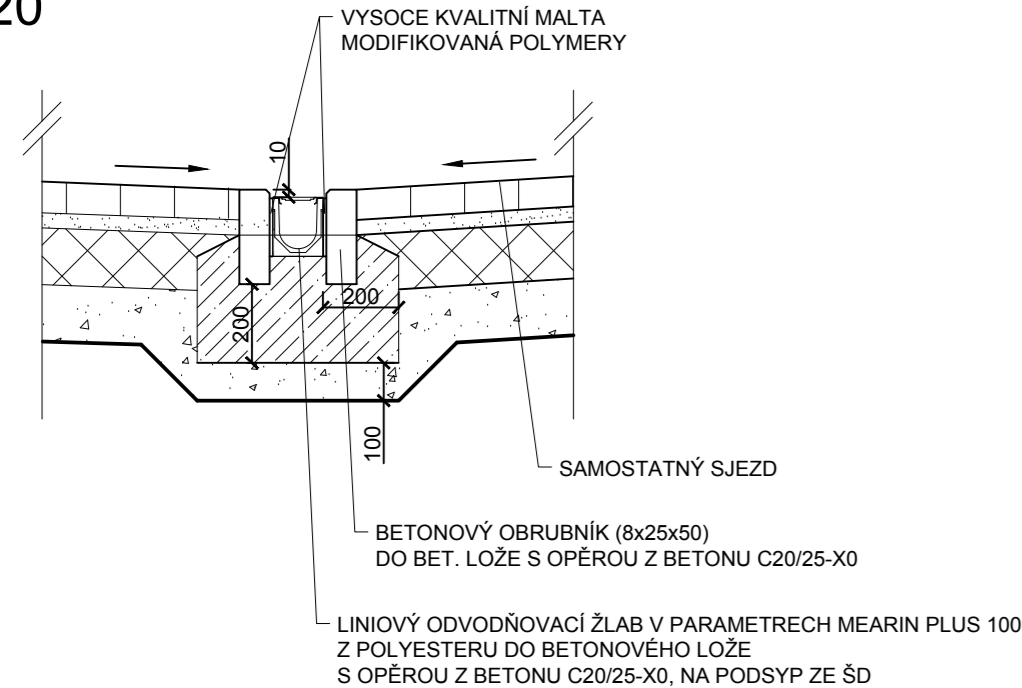 20
VYSOCE KVALITNÍ MALTA
MODIFIKOVANÁ POLYMERY
10
200
200
100
SAMOSTATNÝ SJEZD
BETONOVÝ OBRUBNÍK (8x25x50)
DO BET. LOŽE S OPĚROU Z BETONU C20/25-X0
LINIOVÝ ODVODŇOVACÍ ŽLAB V PARAMETRECH MEARIN PLUS 100
Z POLYESTERU DO BETONOVÉHO LOŽE
S OPĚROU Z BETONU C20/25-X0, NA PODSYP ZE ŠD